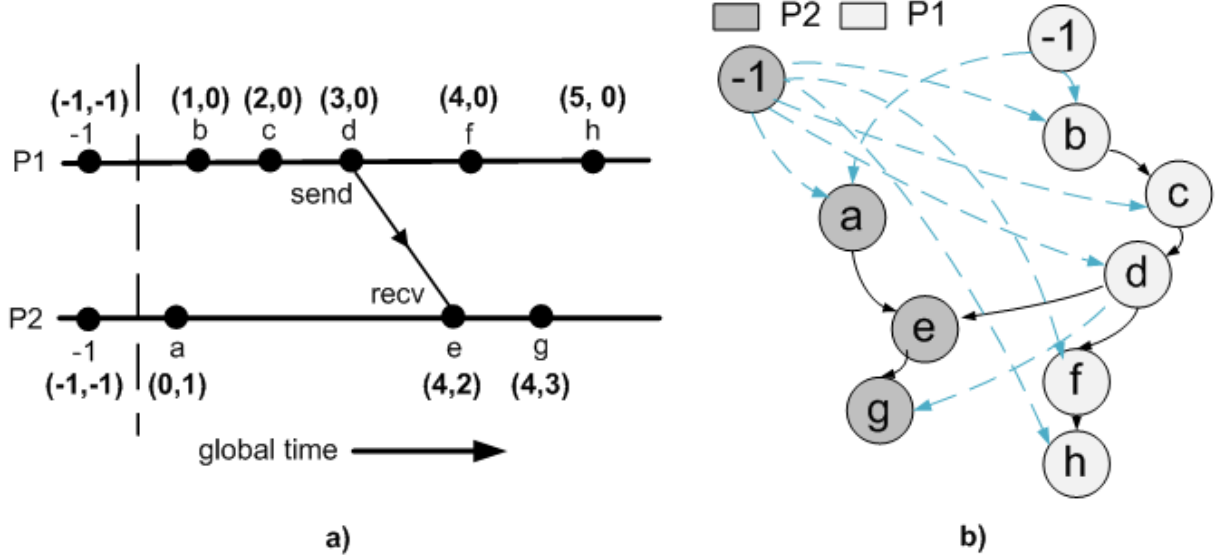 (-1,-1) (1,0) (2,0) (3,0) (4,0) (5, 0)
-1 b c d f h
P1
send
recv
P2
-1 a e g
(-1,-1) (0,1) (4,2) (4,3)
global time
a)
P2 P1
-1
-1
b
c
a
d
e
f
g
h
b)